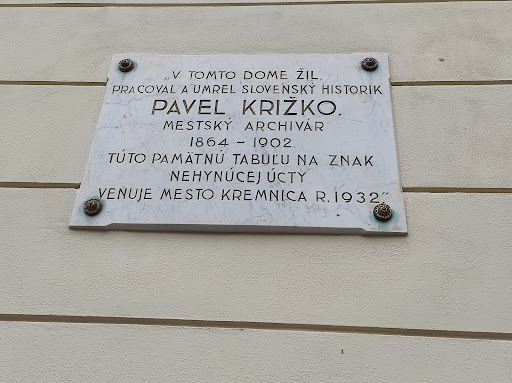 „V TOMTO DOME ŽIL,
PRACOVAL A UMREL SLOVENSKÝ HISTORIK
PAVEL KRIŽKO.
MESTSKÝ ARCHIVÁR
1864 – 1902.
TÚTO PAMÄTNÚ TABUĽU NA ZNAK
NEHYNÚCEJ ÚCTY
VENUJE MESTO KREMNICA R. 1932”